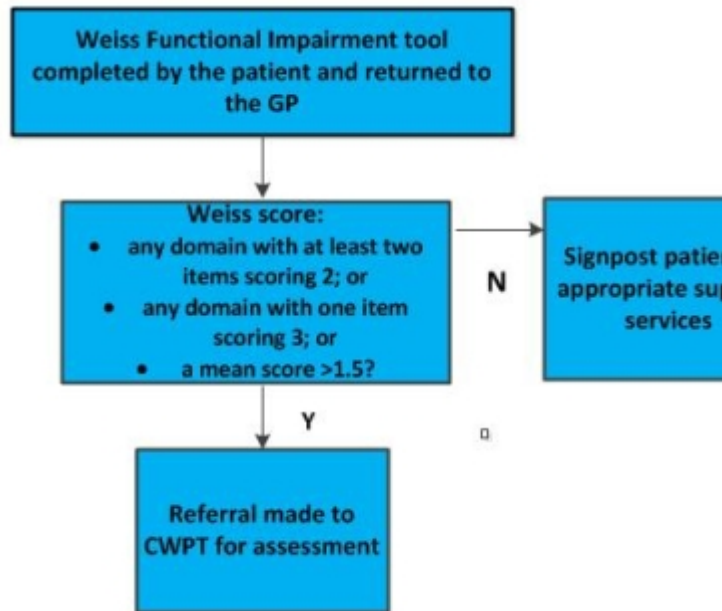 Weiss Functional Impairment tool
completed by the patient and returned to
the GP
Weiss score:
• any domain with at least two
items scoring 2; or
• any domain with one item
scoring 3; or
• a mean score >1.5?
N
Signpost
appropriate
services
Y
Referral made to
CWPT for assessment